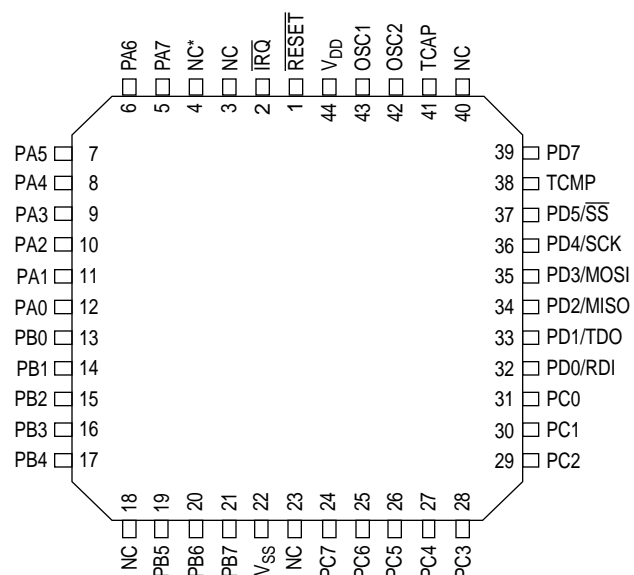 PA6 PA7 NC* NC I̅R̅Q̅ R̅E̅S̅E̅T̅ VDD OSC1 OSC2 TCAP NC
6 5 4 3 2 1 44 43 42 41 40
PA5 7 39 PD7
PA4 8 38 TCMP
PA3 9 37 PD5/S̅S̅
PA2 10 36 PD4/SCK
PA1 11 35 PD3/MOSI
PA0 12 34 PD2/MISO
PB0 13 33 PD1/TDO
PB1 14 32 PD0/RDI
PB2 15 31 PC0
PB3 16 30 PC1
PB4 17 29 PC2
18 19 20 21 22 23 24 25 26 27 28
NC PB5 PB6 PB7 VSS NC PC7 PC6 PC5 PC4 PC3